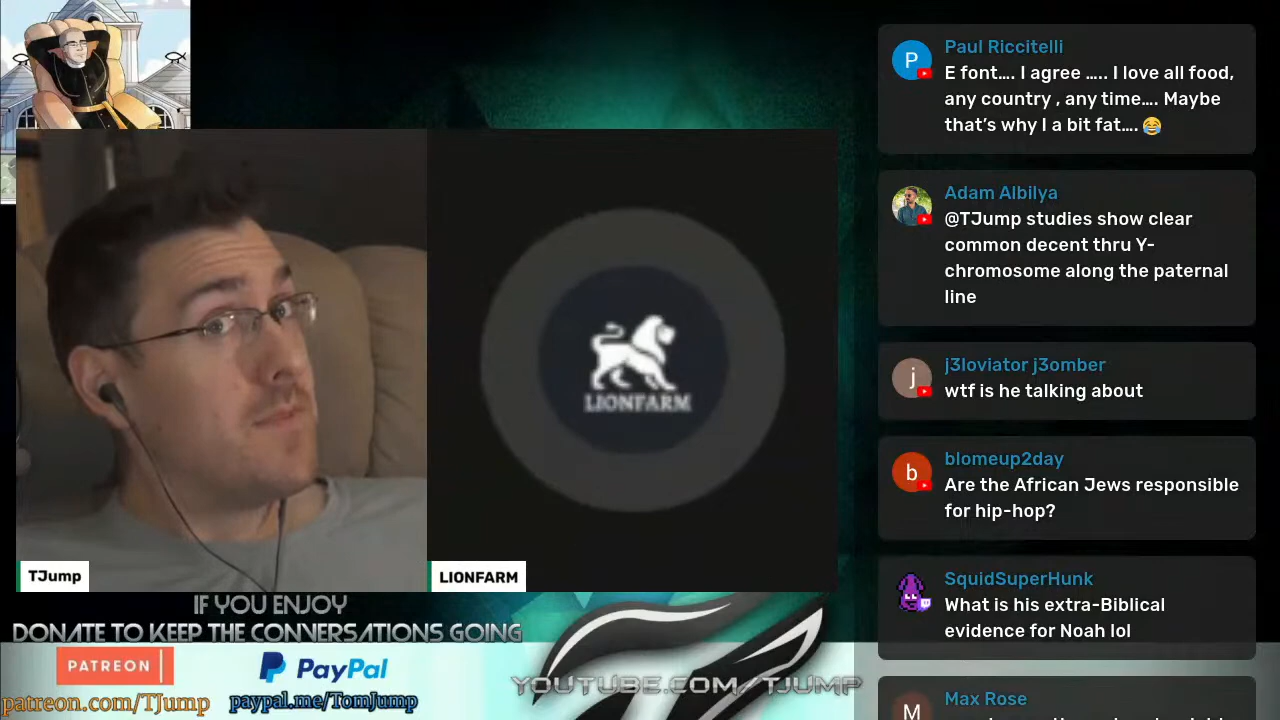 Paul Riccitelli
E font.... I agree ..... I love all food,
any country , any time.... Maybe
that's why I a bit fat.... 😂
Adam Albilya
@TJump studies show clear
common decent thru Y-
chromosome along the paternal
line
j3loviator j3omber
wtf is he talking about
blomeup2day
Are the African Jews responsible
for hip-hop?
SquidSuperHunk
What is his extra-Biblical
evidence for Noah lol
Max Rose
LIONFARM
TJump
LIONFARM
IF YOU ENJOY
DONATE TO KEEP THE CONVERSATIONS GOING
PATREON
PayPal
patreon.com/TJump
paypal.me/TomJump
YOUTUBE.COM/TJUMP
P
j
b
M